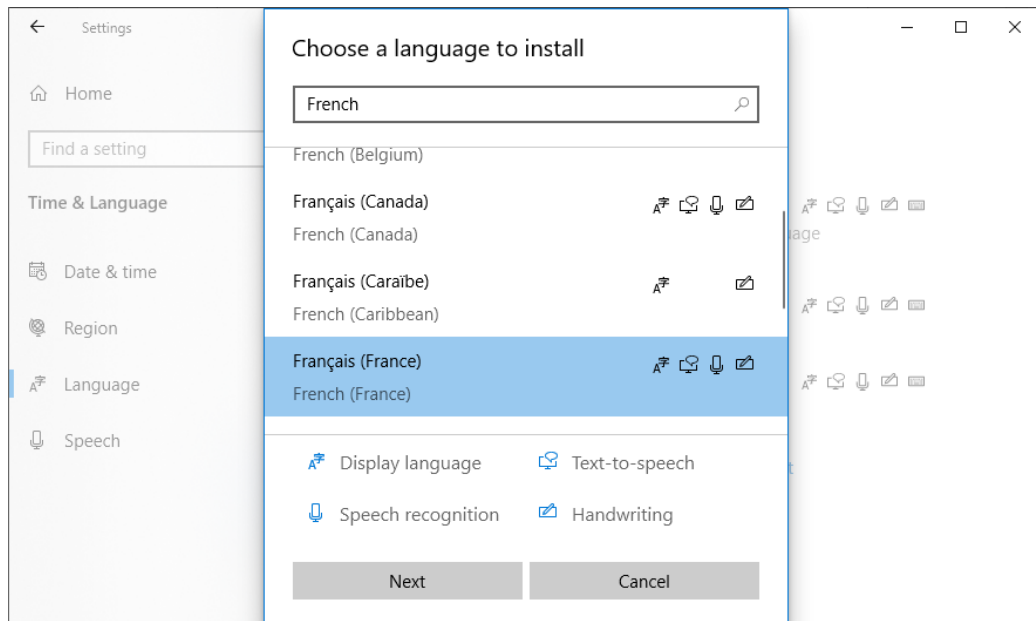 Settings
Home
Find a setting
Time & Language
Date & time
Region
Language
Speech
Choose a language to install
French
French (Belgium)
Français (Canada)
French (Canada)
Français (Caraïbe)
French (Caribbean)
Français (France)
French (France)
Display language
Text-to-speech
Speech recognition
Handwriting
Next
Cancel